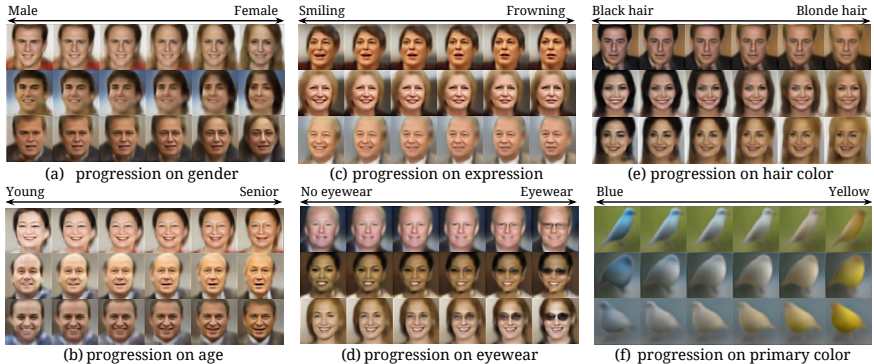 Male Female
(a) progression on gender
Smiling Frowning
(c) progression on expression
Black hair Blonde hair
(e) progression on hair color
Young Senior
(b) progression on age
No eyewear Eyewear
(d) progression on eyewear
Blue Yellow
(f) progression on primary color